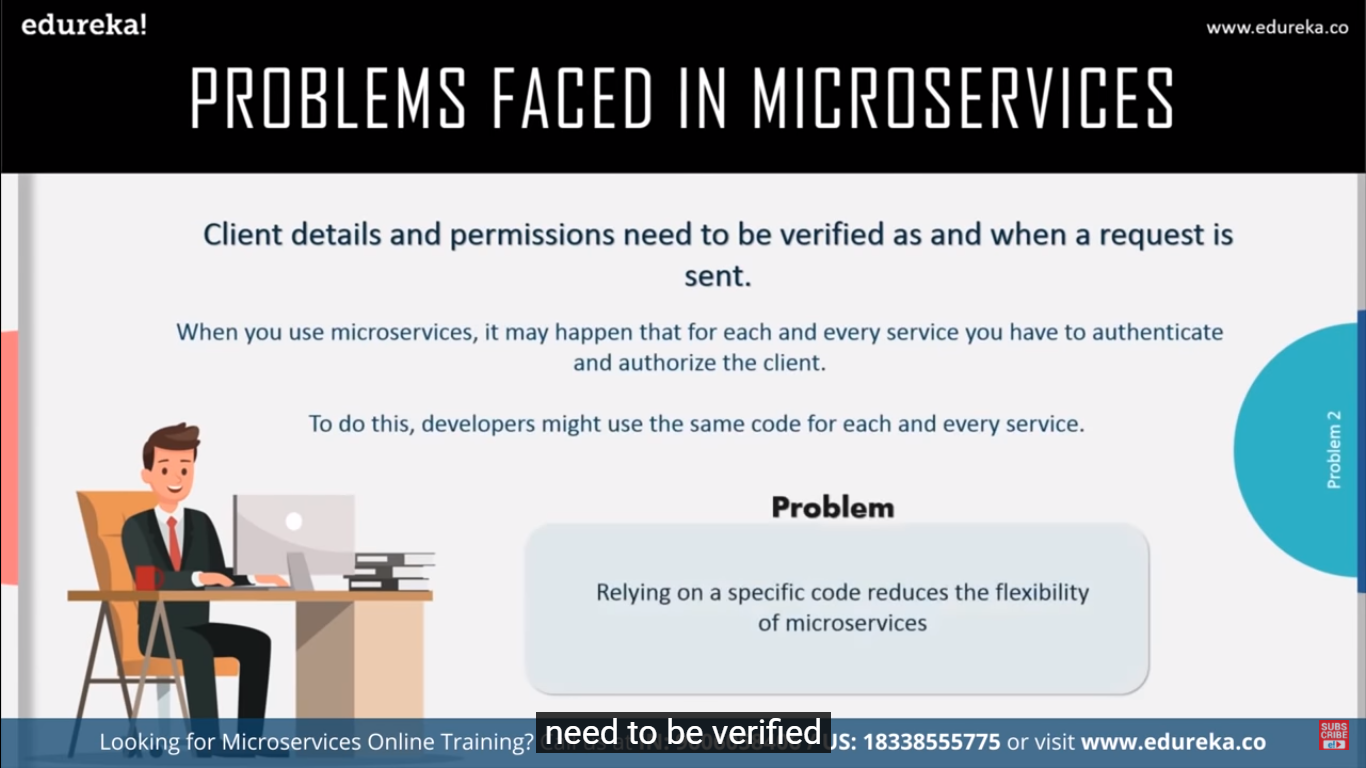 edureka!
www.edureka.co
PROBLEMS FACED IN MICROSERVICES
Client details and permissions need to be verified as and when a request is
sent.
When you use microservices, it may happen that for each and every service you have to authenticate
and authorize the client.
To do this, developers might use the same code for each and every service.
Problem 2
Problem
Relying on a specific code reduces the flexibility
of microservices
need to be verified
Looking for Microservices Online Training? US: 18338555775 or visit www.edureka.co
SUBS
CRIBE